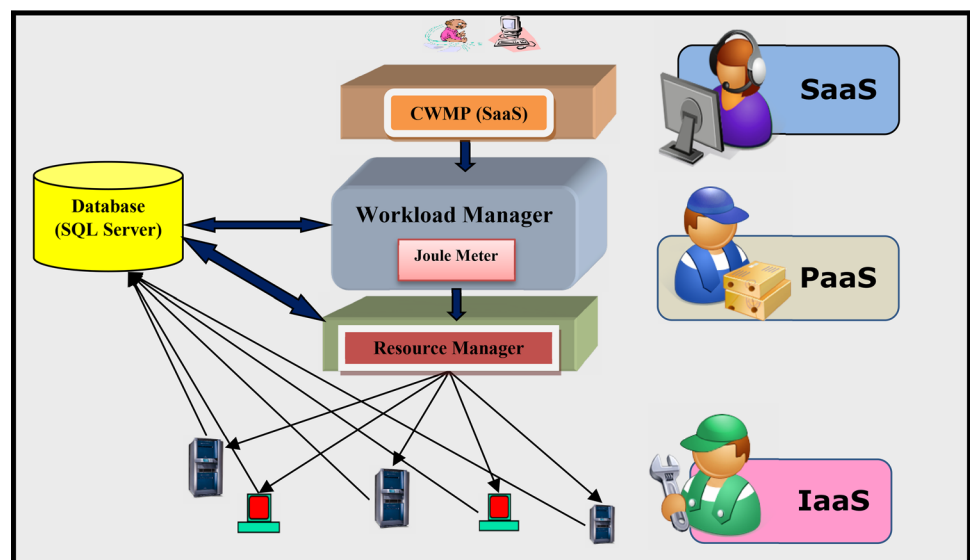 CWMP (SaaS)
SaaS
Database
(SQL Server)
Workload Manager
Joule Meter
PaaS
Resource Manager
IaaS